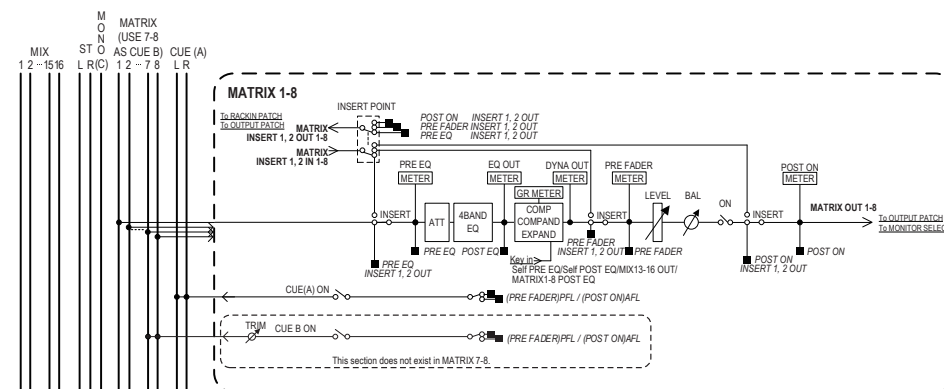 M
O
N
O
(C)
MATRIX
(USE 7-8
AS CUE B)
MIX
ST
CUE (A)
1 2 ··· 15 16
L R
1 2 ··· 7 8
L R
MATRIX 1-8
INSERT POINT
To RACKIN PATCH
To OUTPUT PATCH
MATRIX
INSERT 1, 2 OUT 1-8
POST ON INSERT 1, 2 OUT
PRE FADER INSERT 1, 2 OUT
PRE EQ INSERT 1, 2 OUT
MATRIX
INSERT 1, 2 IN 1-8
PRE EQ
METER
EQ OUT
METER
DYNA OUT
METER
PRE FADER
METER
POST ON
METER
GR METER
LEVEL
BAL
ON
INSERT
ATT
4BAND
EQ
COMP
COMPAND
EXPAND
INSERT
INSERT
MATRIX OUT 1-8
To OUTPUT PATCH
To MONITOR SELEC
PRE EQ
INSERT 1, 2 OUT
PRE EQ
POST EQ
PRE FADER
INSERT 1, 2 OUT
PRE FADER
POST ON
INSERT 1, 2 OUT
POST ON
Key in
Self PRE EQ/Self POST EQ/MIX13-16 OUT/
MATRIX1-8 POST EQ
CUE(A) ON
(PRE FADER)PFL / (POST ON)AFL
TRIM
CUE B ON
(PRE FADER)PFL / (POST ON)AFL
This section does not exist in MATRIX 7-8.